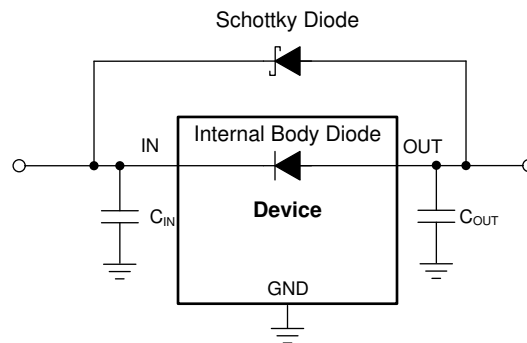 Schottky Diode
Internal Body Diode
IN
OUT
Device
C_IN
C_OUT
GND